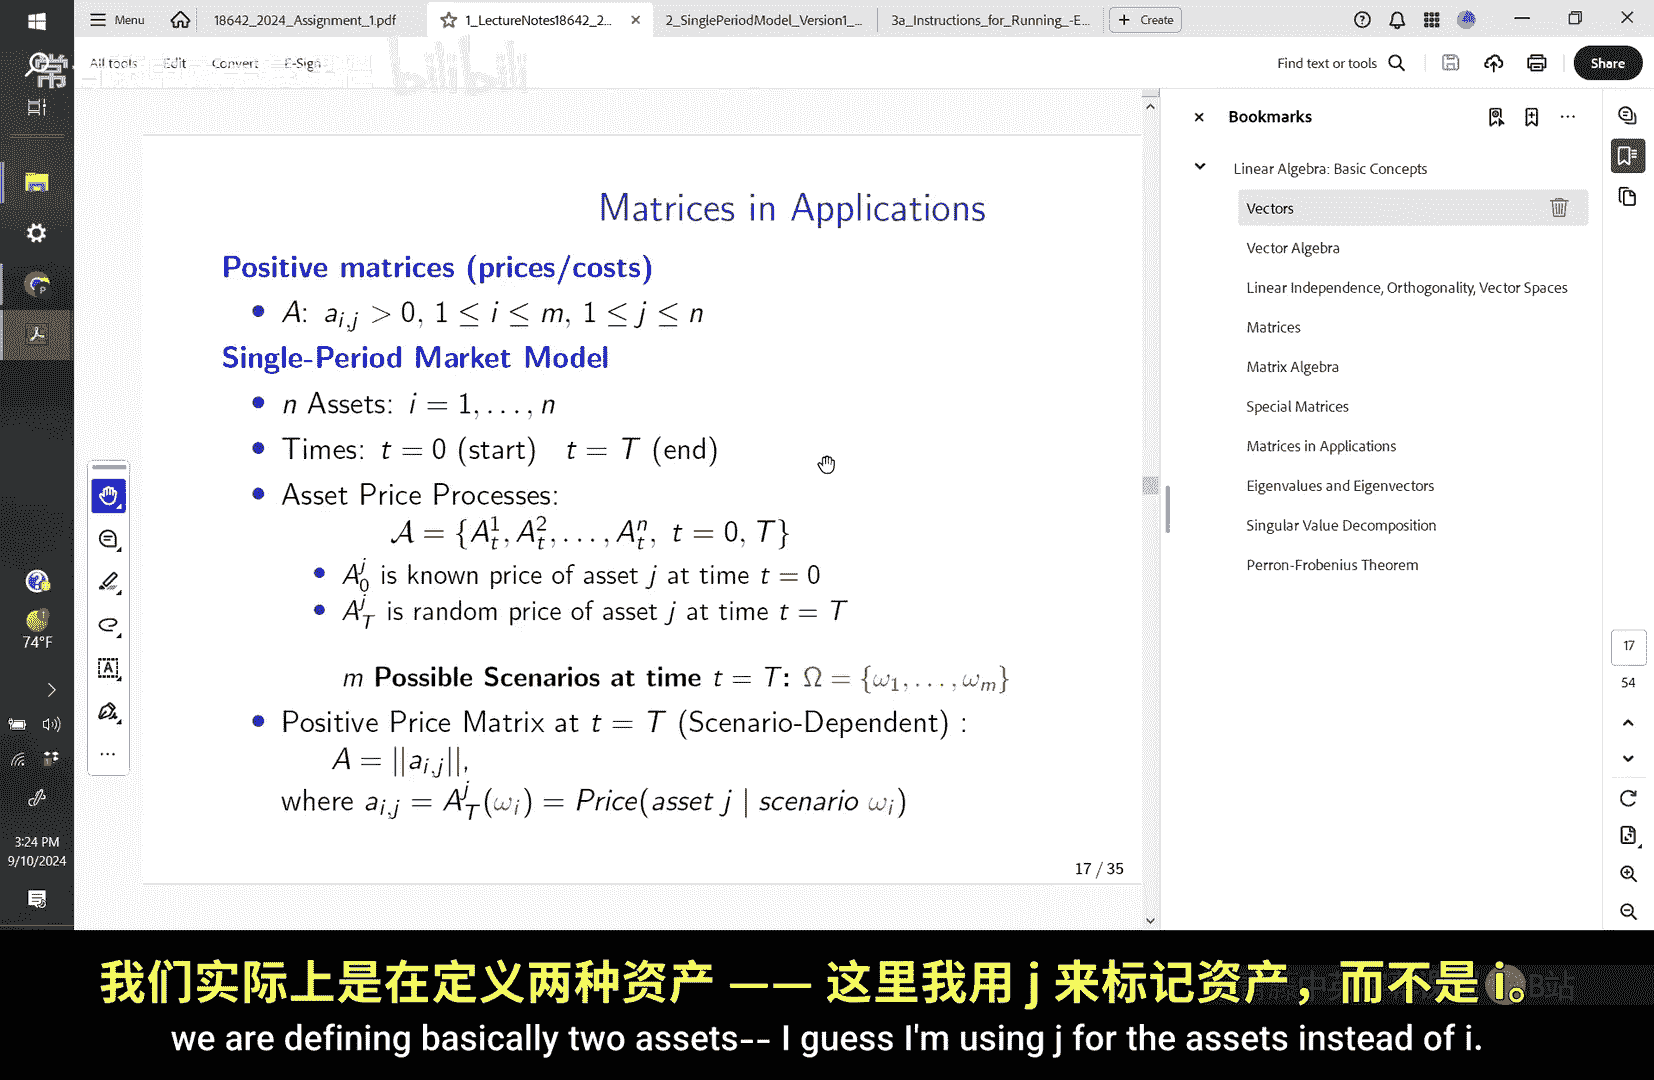 Menu
18642_2024_Assignment_1.pdf
1_LectureNotes18642_2...
2_SinglePeriodModel_Version1_...
3a_Instructions_for_Running_-E...
Create
All tools
Edit
Convert
E-Sign
Find text or tools
Share
bilibili
Matrices in Applications
Positive matrices (prices/costs)
• A: a_{i,j} > 0, 1 ≤ i ≤ m, 1 ≤ j ≤ n
Single-Period Market Model
• n Assets: i = 1, . . . , n
• Times: t = 0 (start) t = T (end)
• Asset Price Processes:
𝒜 = {A_t^1, A_t^2, . . . , A_t^n, t = 0, T}
• A_0^j is known price of asset j at time t = 0
• A_T^j is random price of asset j at time t = T
m Possible Scenarios at time t = T: Ω = {ω_1, . . . , ω_m}
• Positive Price Matrix at t = T (Scenario-Dependent) :
A = ||a_{i,j}||,
where a_{i,j} = A_T^j(ω_i) = Price(asset j | scenario ω_i)
17 / 35
Bookmarks
Linear Algebra: Basic Concepts
Vectors
Vector Algebra
Linear Independence, Orthogonality, Vector Spaces
Matrices
Matrix Algebra
Special Matrices
Matrices in Applications
Eigenvalues and Eigenvectors
Singular Value Decomposition
Perron-Frobenius Theorem
17
54
74°F
3:24 PM
9/10/2024
我们实际上是在定义两种资产 —— 这里我用 j 来标记资产，而不是 i。
we are defining basically two assets-- I guess I'm using j for the assets instead of i.